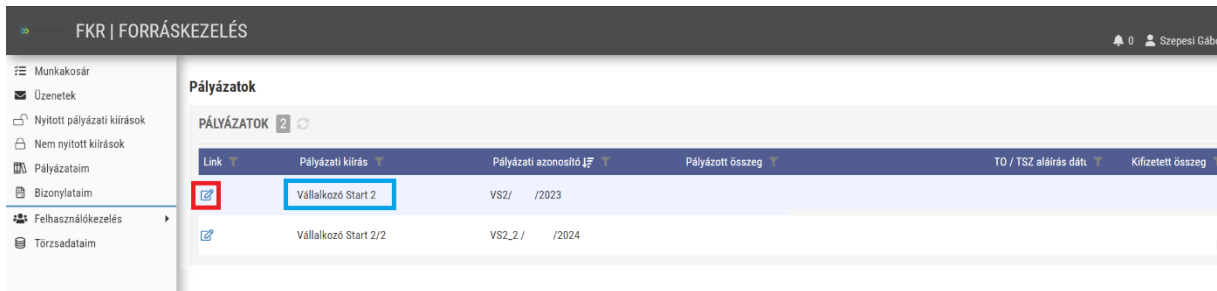 FKR | FORRÁSKEZELÉS
0 Szepesi Gáb
Munkakosár
Üzenetek
Nyitott pályázati kiírások
Nem nyitott kiírások
Pályázataim
Bizonylataim
Felhasználókezelés
Törzsadataim
Pályázatok
PÁLYÁZATOK 2
Link Pályázati kiírás Pályázati azonosító Pályázott összeg TO / TSZ aláírás dátu Kifizetett összeg
Vállalkozó Start 2 VS2/ /2023
Vállalkozó Start 2/2 VS2_2 / /2024